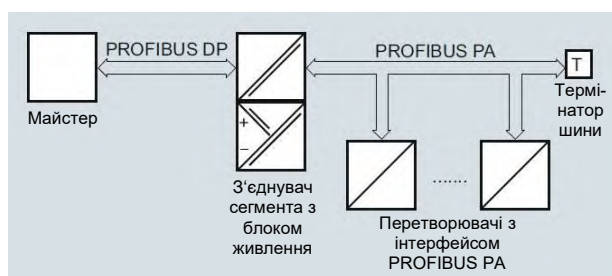 PROFIBUS DP
PROFIBUS PA
T
Майстер
Термі-
натор
шини
+
−
З‘єднувач
сегмента з
блоком
живлення
.......
Перетворювачі з
інтерфейсом
PROFIBUS PA